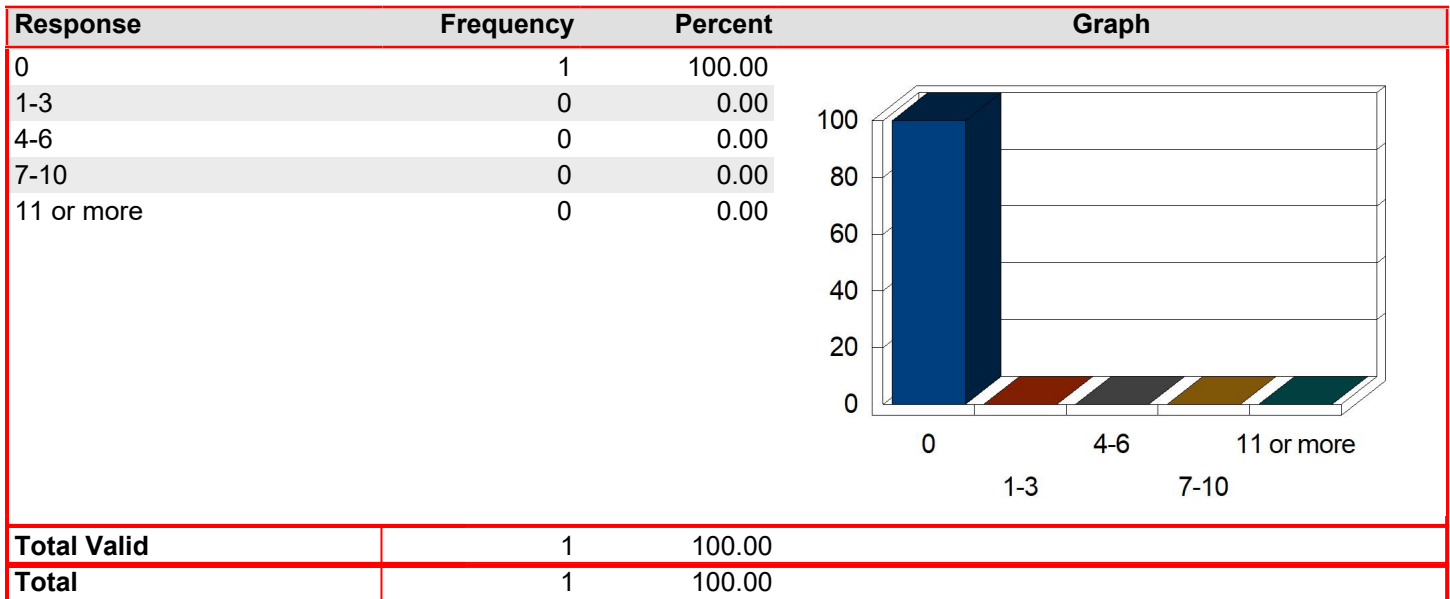 Response Frequency Percent Graph
0 1 100.00
1-3 0 0.00
4-6 0 0.00
7-10 0 0.00
11 or more 0 0.00
100
80
60
40
20
0
0 4-6 11 or more
1-3 7-10
Total Valid 1 100.00
Total 1 100.00